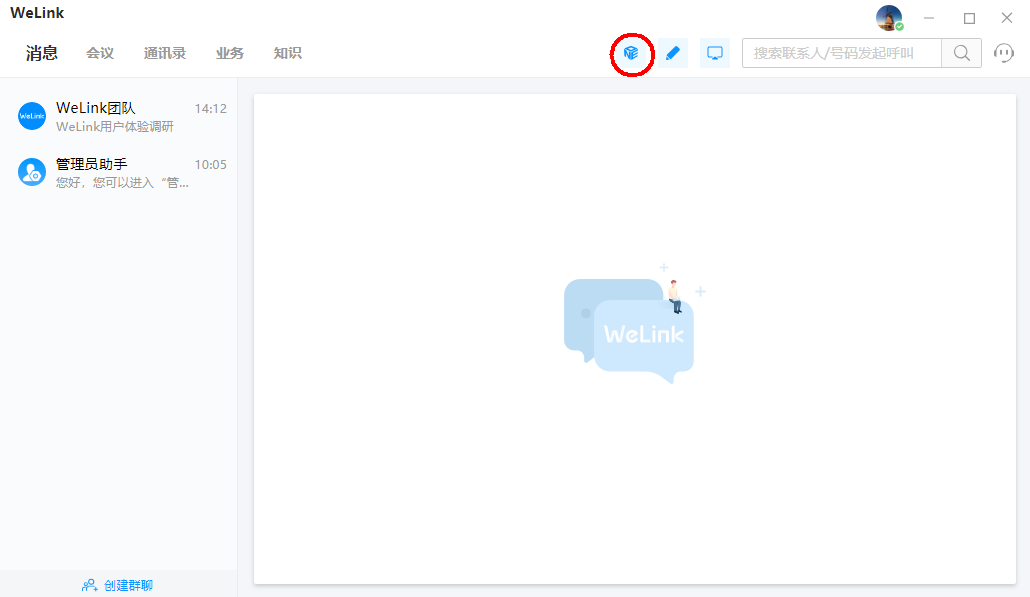 WeLink
消息 会议 通讯录 业务 知识
搜索联系人/号码发起呼叫
WeLink
WeLink团队 14:12
WeLink用户体验调研
管理员助手 10:05
您好，您可以进入“管...
WeLink
创建群聊